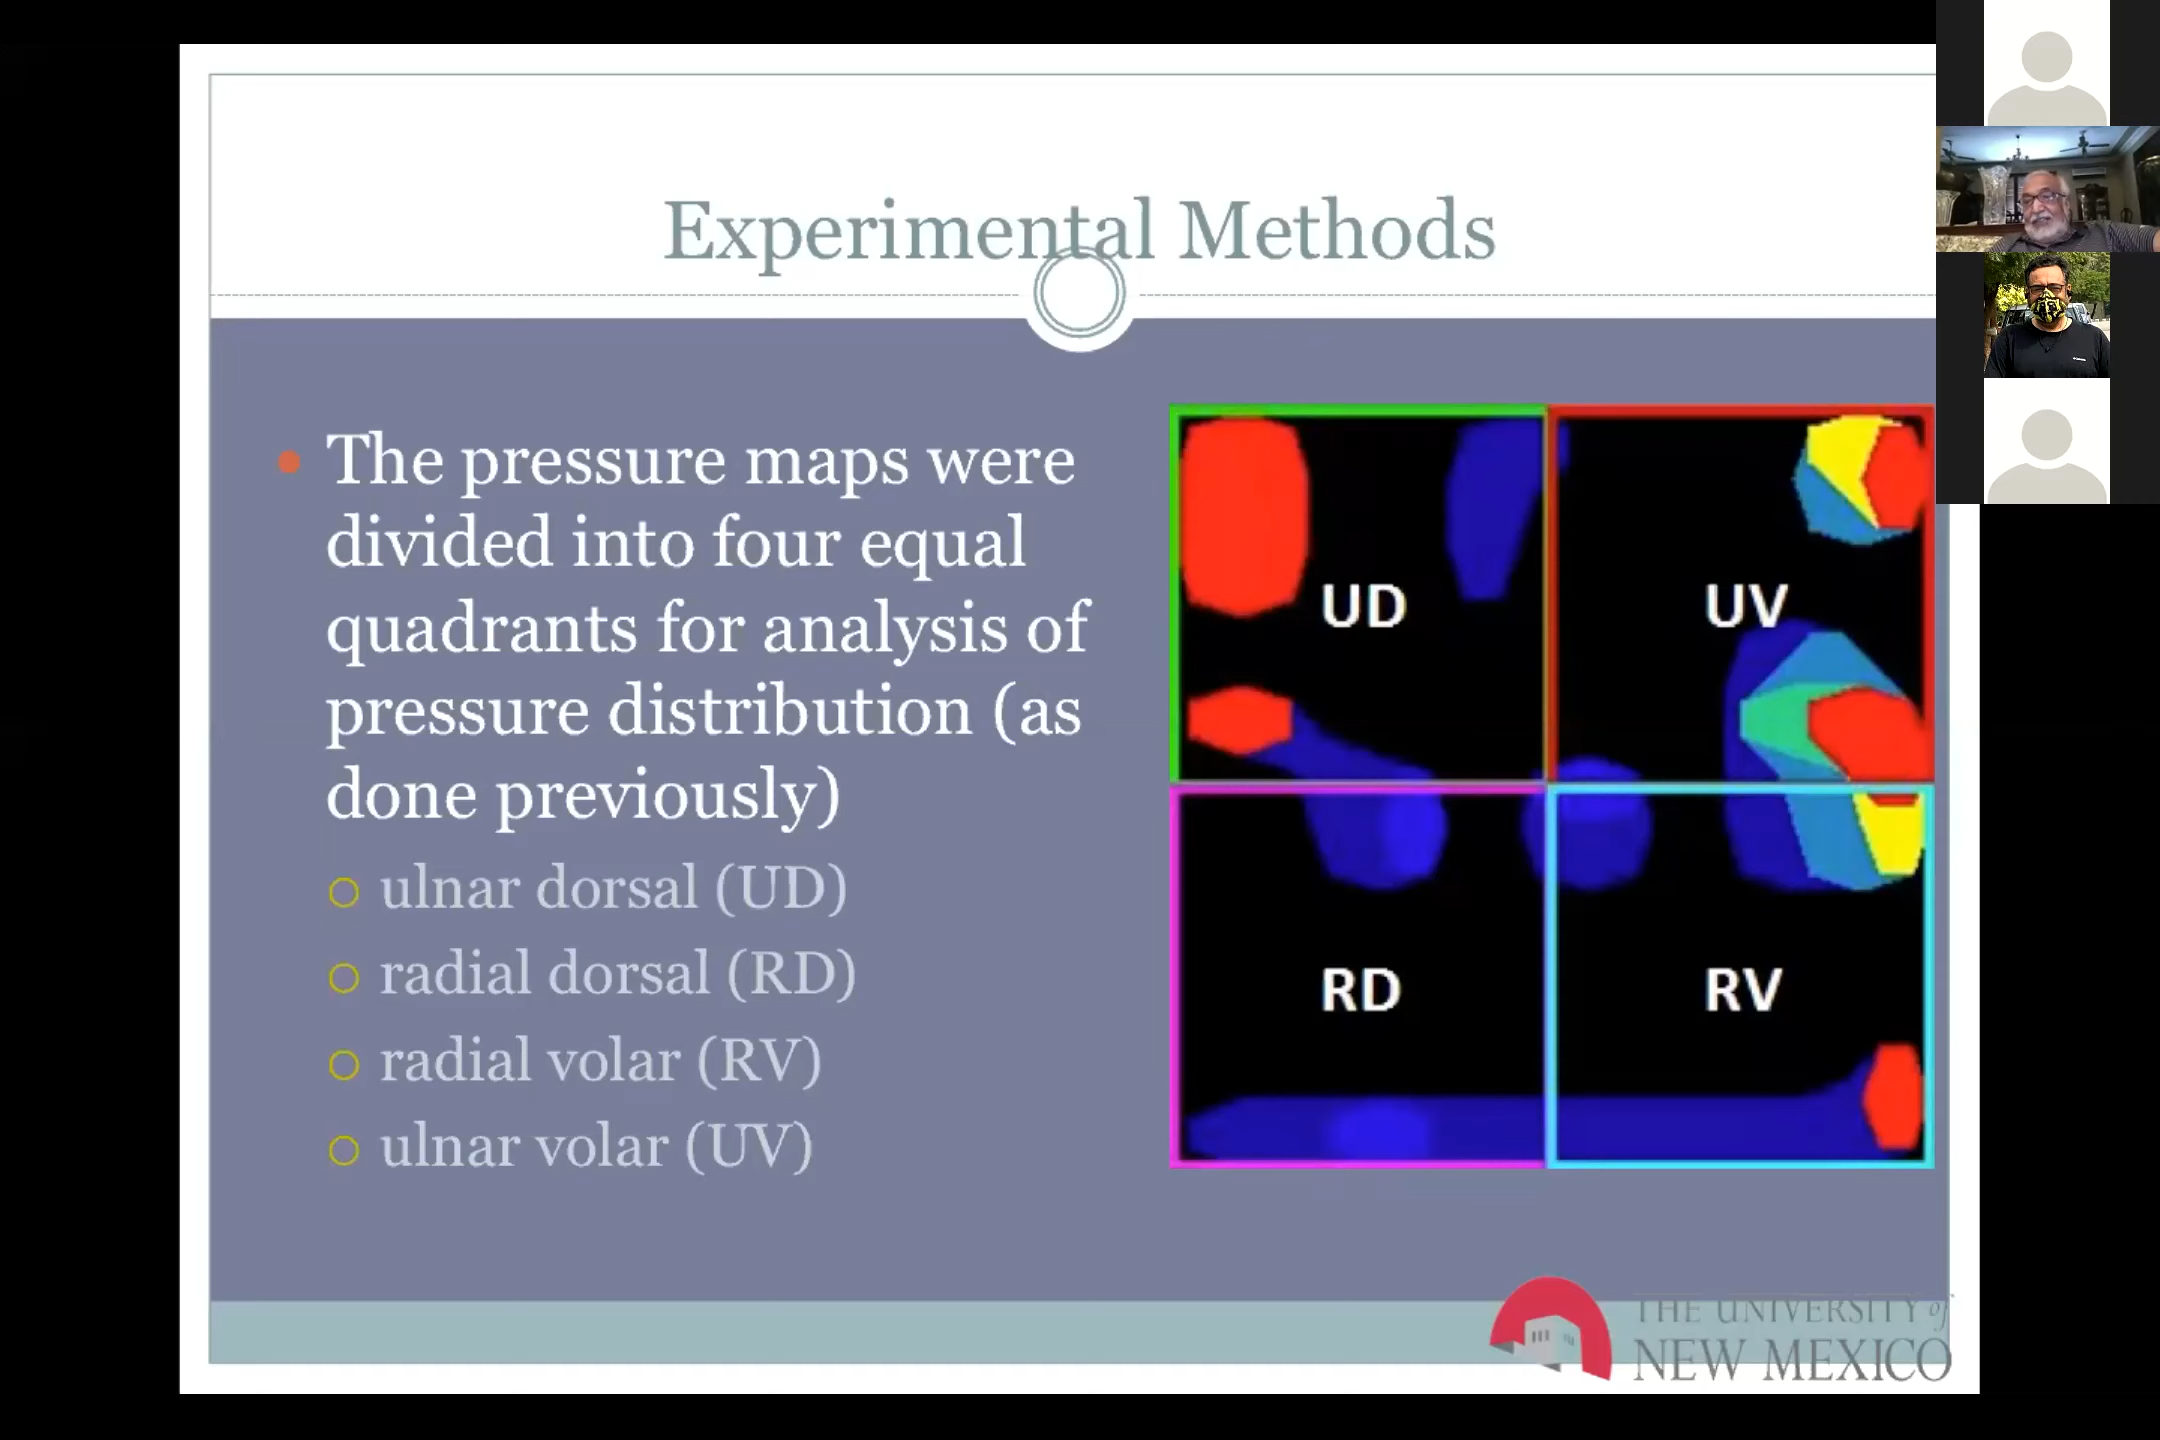 Experimental Methods
The pressure maps were
divided into four equal
quadrants for analysis of
pressure distribution (as
done previously)
ulnar dorsal (UD)
radial dorsal (RD)
radial volar (RV)
ulnar volar (UV)
UD
UV
RD
RV
THE UNIVERSITY of
NEW MEXICO